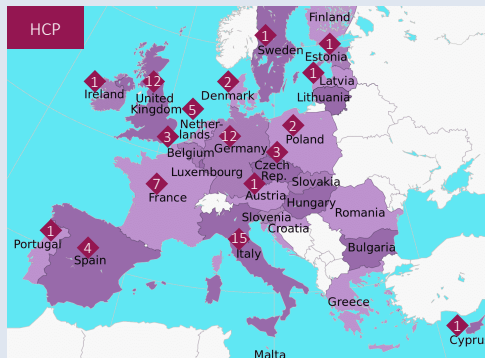 HCP
Finland
1
Sweden
1
Estonia
1
Latvia
Lithuania
1
Ireland
12
United
Kingdom
2
Denmark
5
Nether-
lands
3
Belgium
12
Germany
2
Poland
3
Czech
Rep.
Luxembourg
Slovakia
7
France
1
Austria
Hungary
Romania
Slovenia
Croatia
1
Portugal
4
Spain
15
Italy
Bulgaria
Greece
1
Cyprus
Malta